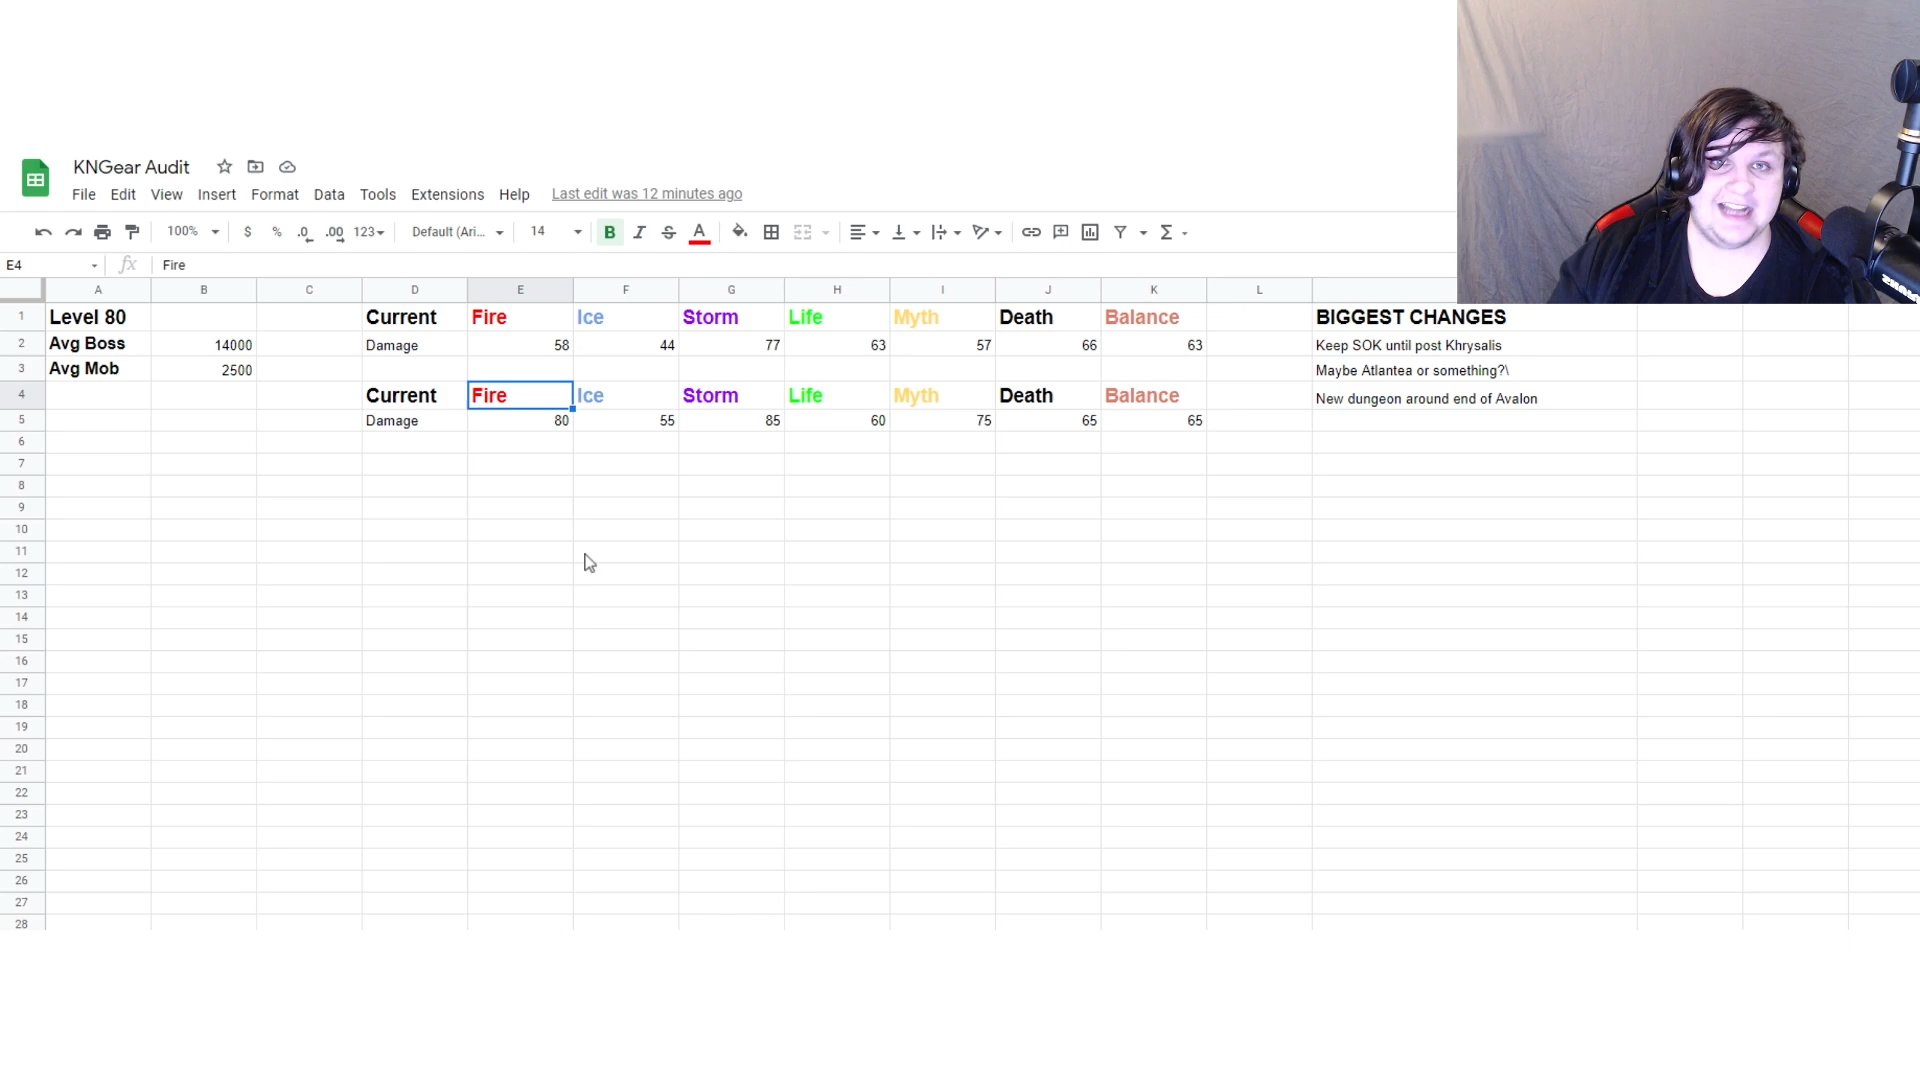 KNGear Audit
File Edit View Insert Format Data Tools Extensions Help Last edit was 12 minutes ago
100% $ % .0 .00 123 Default (Ari... 14 B I S A
E4 fx Fire
A B C D E F G H I J K L
1 Level 80 Current Fire Ice Storm Life Myth Death Balance BIGGEST CHANGES
2 Avg Boss 14000 Damage 58 44 77 63 57 66 63 Keep SOK until post Khrysalis
3 Avg Mob 2500 Maybe Atlantea or something?\
4 Current Fire Ice Storm Life Myth Death Balance New dungeon around end of Avalon
5 Damage 80 55 85 60 75 65 65
6
7
8
9
10
11
12
13
14
15
16
17
18
19
20
21
22
23
24
25
26
27
28